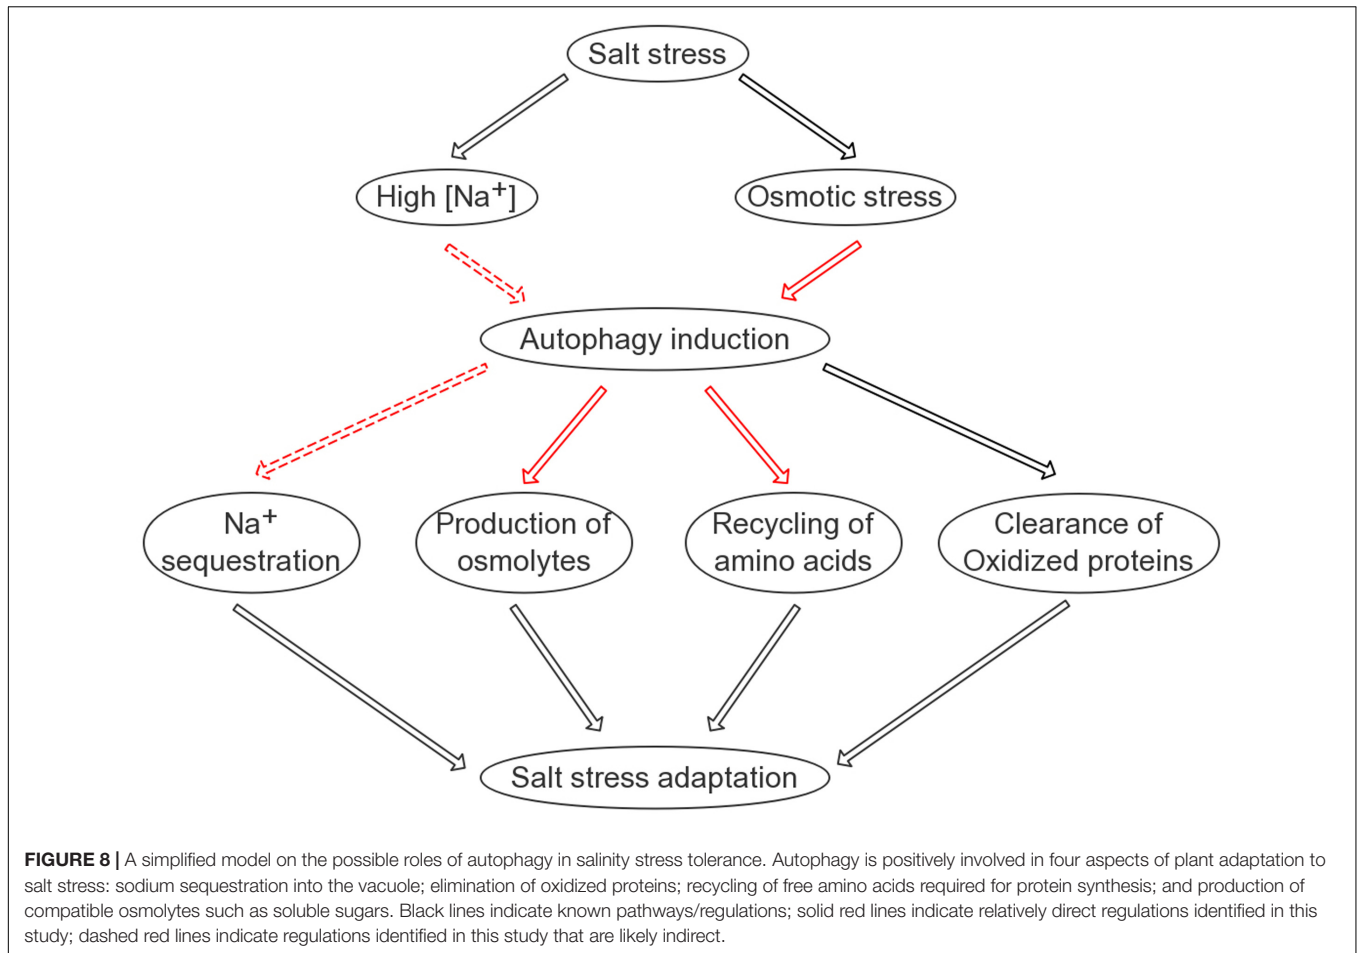 Salt stress
High [Na+]
Osmotic stress
Autophagy induction
Na+
sequestration
Production of
osmolytes
Recycling of
amino acids
Clearance of
Oxidized proteins
Salt stress adaptation
FIGURE 8 | A simplified model on the possible roles of autophagy in salinity stress tolerance. Autophagy is positively involved in four aspects of plant adaptation to
salt stress: sodium sequestration into the vacuole; elimination of oxidized proteins; recycling of free amino acids required for protein synthesis; and production of
compatible osmolytes such as soluble sugars. Black lines indicate known pathways/regulations; solid red lines indicate relatively direct regulations identified in this
study; dashed red lines indicate regulations identified in this study that are likely indirect.